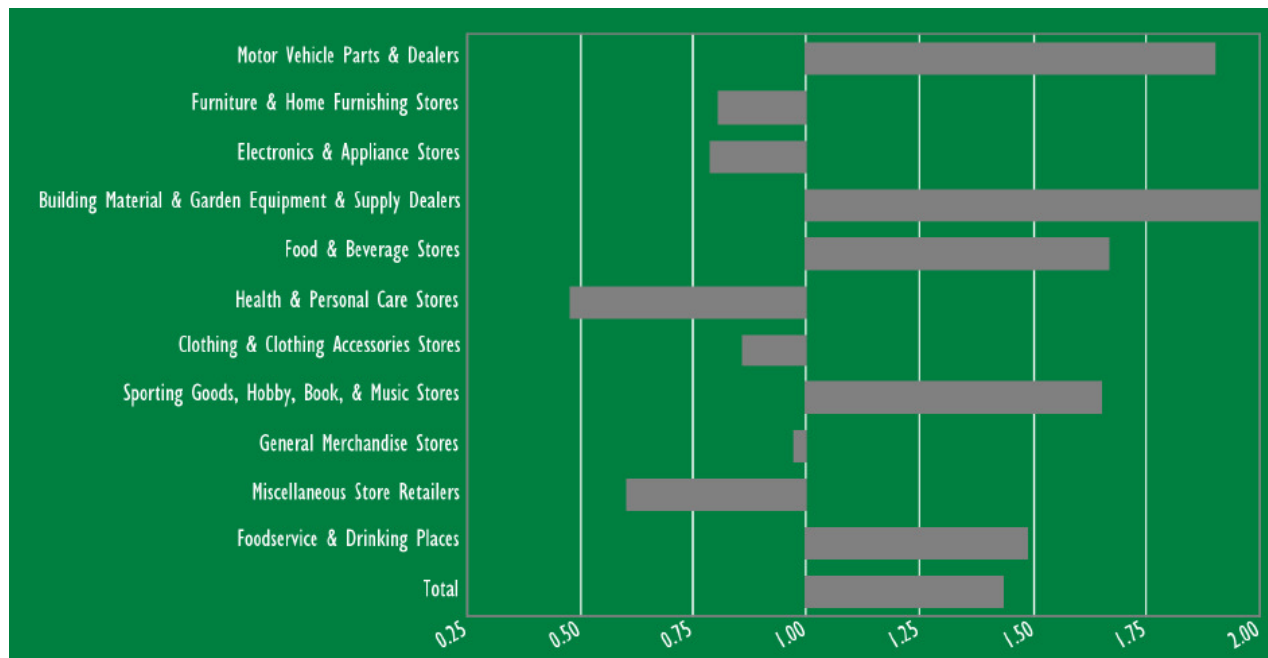 Motor Vehicle Parts & Dealers
Furniture & Home Furnishing Stores
Electronics & Appliance Stores
Building Material & Garden Equipment & Supply Dealers
Food & Beverage Stores
Health & Personal Care Stores
Clothing & Clothing Accessories Stores
Sporting Goods, Hobby, Book, & Music Stores
General Merchandise Stores
Miscellaneous Store Retailers
Foodservice & Drinking Places
Total
0.25 0.50 0.75 1.00 1.25 1.50 1.75 2.00